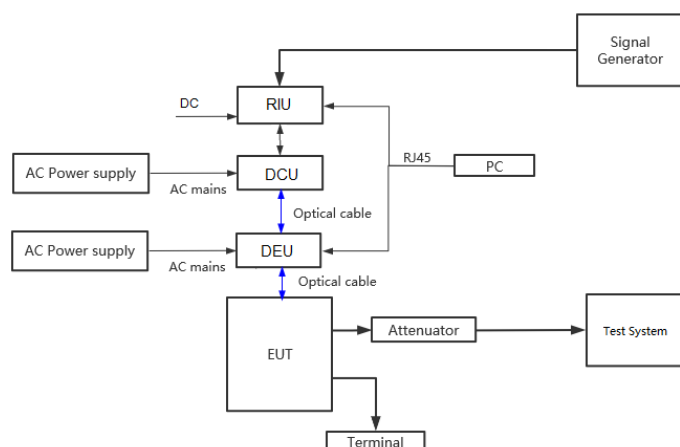 Signal
Generator
DC
RIU
RJ45
PC
AC Power supply
AC mains
DCU
Optical cable
AC Power supply
AC mains
DEU
Optical cable
EUT
Attenuator
Test System
Terminal